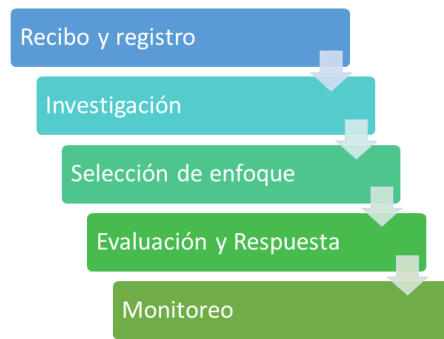 Recibo y registro
Investigación
Selección de enfoque
Evaluación y Respuesta
Monitoreo